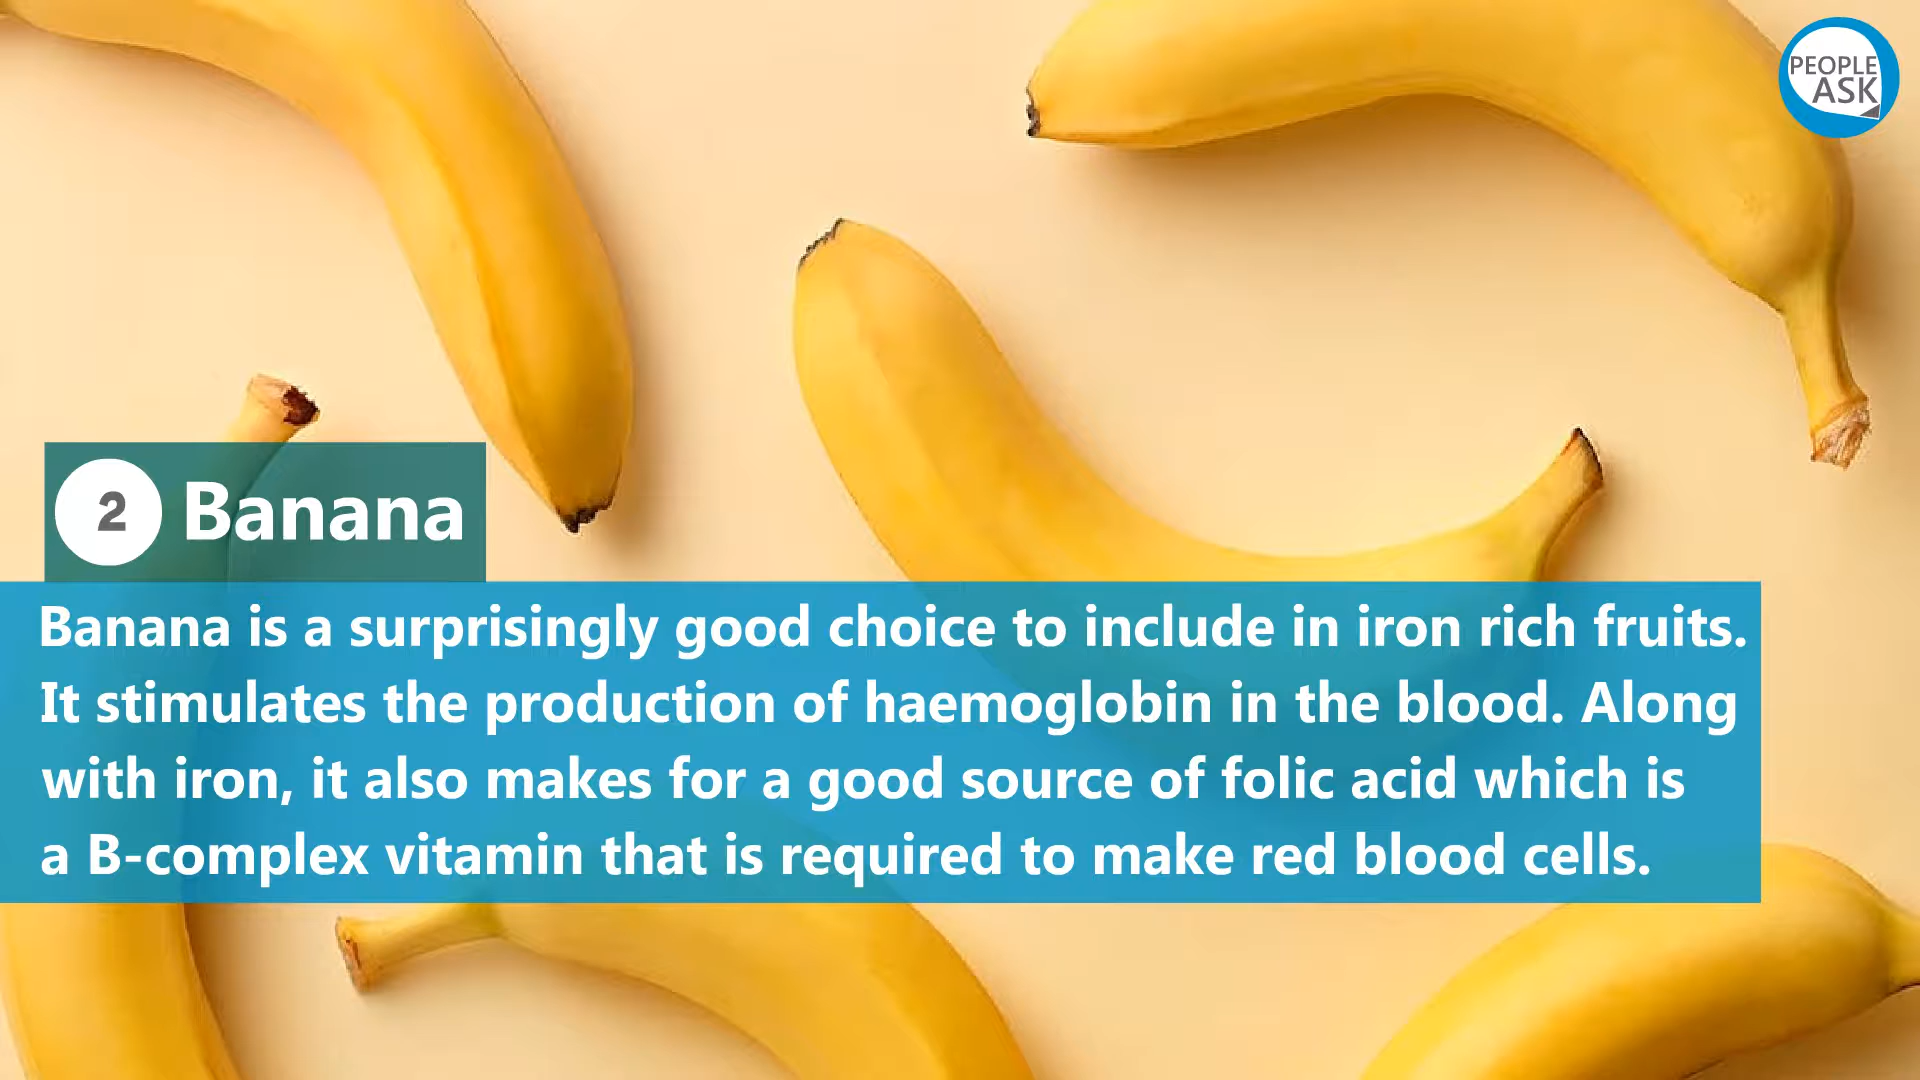 PEOPLE
ASK
2 Banana
Banana is a surprisingly good choice to include in iron rich fruits.
It stimulates the production of haemoglobin in the blood. Along
with iron, it also makes for a good source of folic acid which is
a B-complex vitamin that is required to make red blood cells.